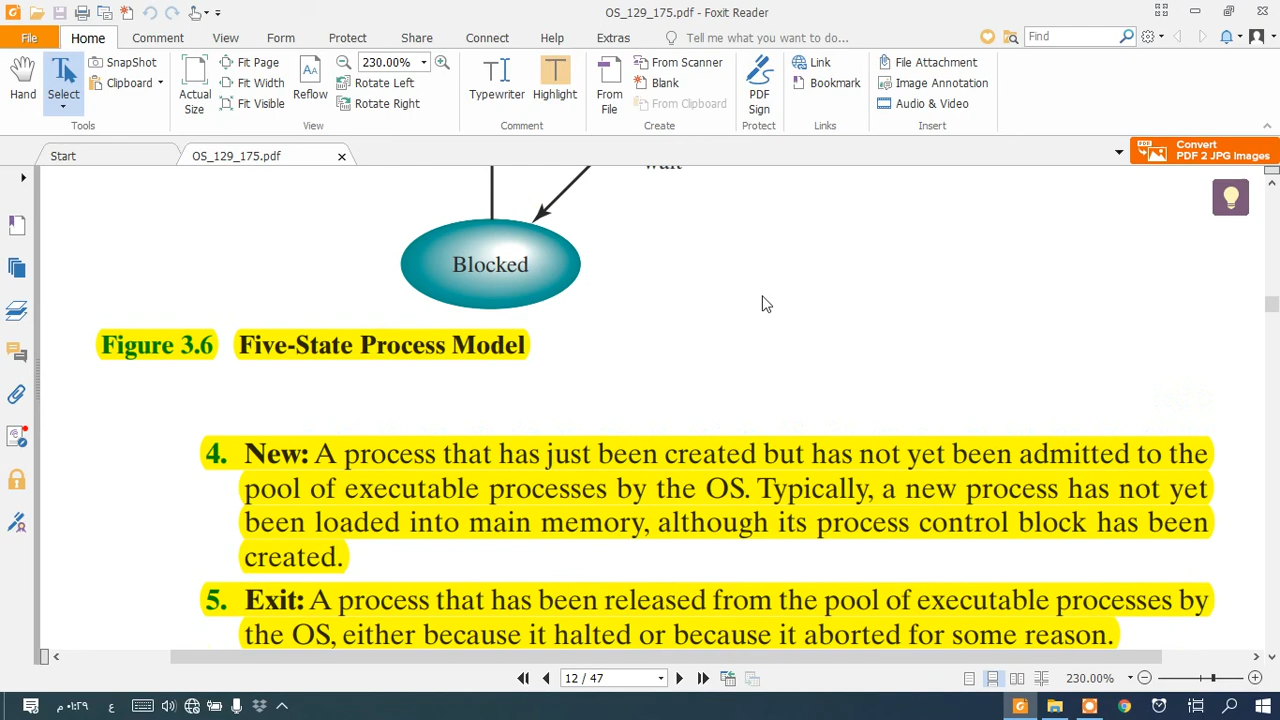 OS_129_175.pdf - Foxit Reader
File Home Comment View Form Protect Share Connect Help Extras Tell me what you want to do... Find
Hand
Select
SnapShot
Clipboard
Tools
Actual Size
Fit Page
Fit Width
Fit Visible
Reflow
230.00%
Rotate Left
Rotate Right
View
Typewriter
Highlight
Comment
From File
From Scanner
Blank
From Clipboard
Create
PDF Sign
Protect
Link
Bookmark
Links
File Attachment
Image Annotation
Audio & Video
Insert
Start OS_129_175.pdf
Convert
PDF 2 JPG Images
wait
Blocked
Figure 3.6 Five-State Process Model
4. New: A process that has just been created but has not yet been admitted to the
pool of executable processes by the OS. Typically, a new process has not yet
been loaded into main memory, although its process control block has been
created.
5. Exit: A process that has been released from the pool of executable processes by
the OS, either because it halted or because it aborted for some reason.
12 / 47 230.00%
٠١:٢٩ م ع